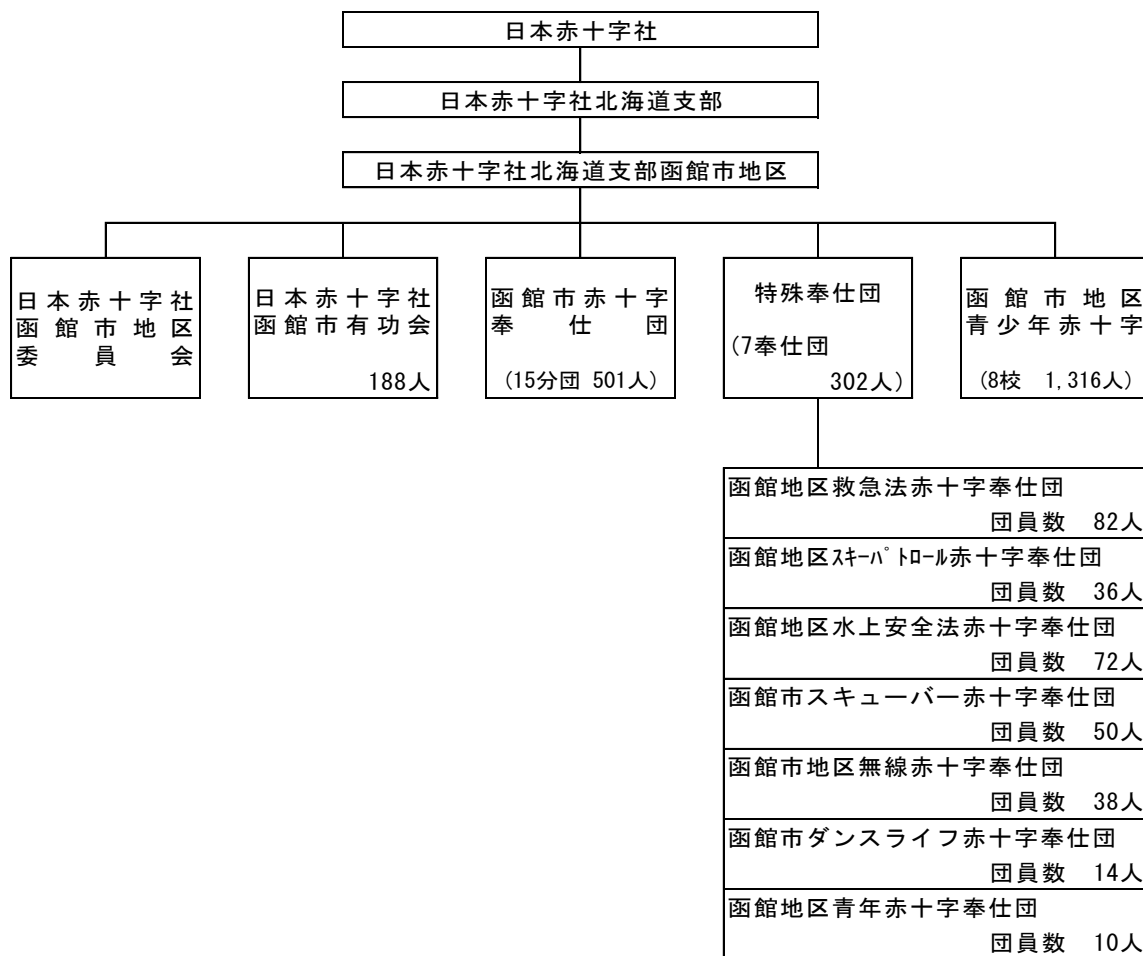 日本赤十字社
日本赤十字社北海道支部
日本赤十字社北海道支部函館市地区
日本赤十字社
函館市地区
委員会
日本赤十字社
函館市有功会
188人
函館市赤十字
奉仕団
(15分団 501人)
特殊奉仕団
(7奉仕団
302人)
函館市地区
青少年赤十字
(8校 1,316人)
函館地区救急法赤十字奉仕団
団員数 82人
函館地区ｽｷｰﾊﾟﾄﾛｰﾙ赤十字奉仕団
団員数 36人
函館地区水上安全法赤十字奉仕団
団員数 72人
函館市スキューバー赤十字奉仕団
団員数 50人
函館市地区無線赤十字奉仕団
団員数 38人
函館市ダンスライフ赤十字奉仕団
団員数 14人
函館地区青年赤十字奉仕団
団員数 10人